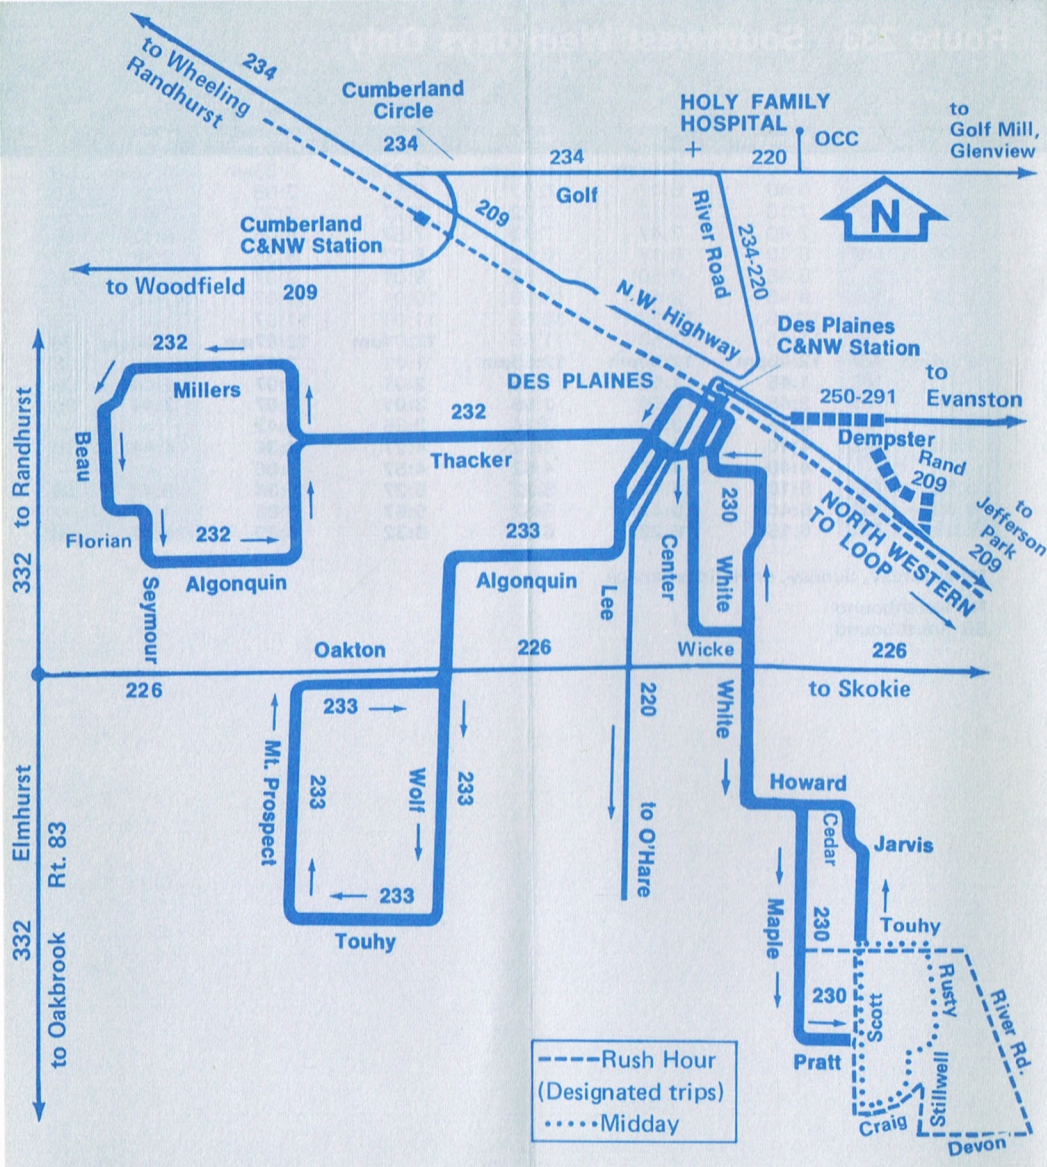 234
to Wheeling
Randhurst
Cumberland
Circle
234
HOLY FAMILY
HOSPITAL
OCC
to
Golf Mill,
Glenview
234
220
Golf
N
209
Cumberland
C&NW Station
River Road
234-220
to Woodfield
209
N.W. Highway
Des Plaines
C&NW Station
232
Millers
DES PLAINES
to
Evanston
250-291
Dempster
232
Thacker
Rand
209
Beau
to Randhurst
332
to
Jefferson
Park
209
NORTH WESTERN
TO
LOOP
230
Florian
232
Algonquin
233
Algonquin
Seymour
Lee
Center
White
Oakton
226
Wicke
226
226
to Skokie
233
220
White
Mt. Prospect
233
Wolf
233
Howard
Elmhurst
Rt. 83
to O'Hare
Cedar
Jarvis
233
Touhy
Maple
230
Touhy
332
to Oakbrook
230
Scott
Rusty
River Rd.
Pratt
Stillwell
Craig
Devon
Rush Hour
(Designated trips)
Midday